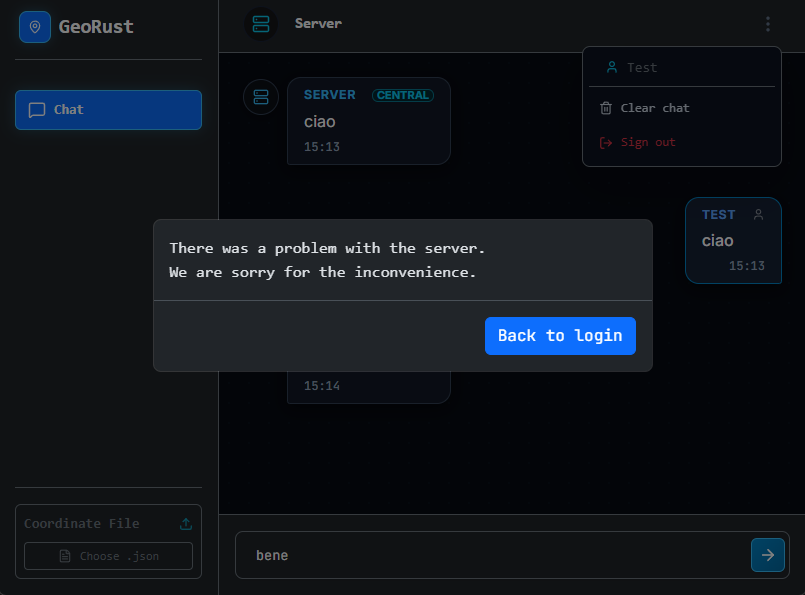 GeoRust
Server
Chat
Test
Clear chat
Sign out
SERVER CENTRAL
ciao
15:13
TEST
ciao
15:13
There was a problem with the server.
We are sorry for the inconvenience.
Back to login
15:14
Coordinate File
Choose .json
bene